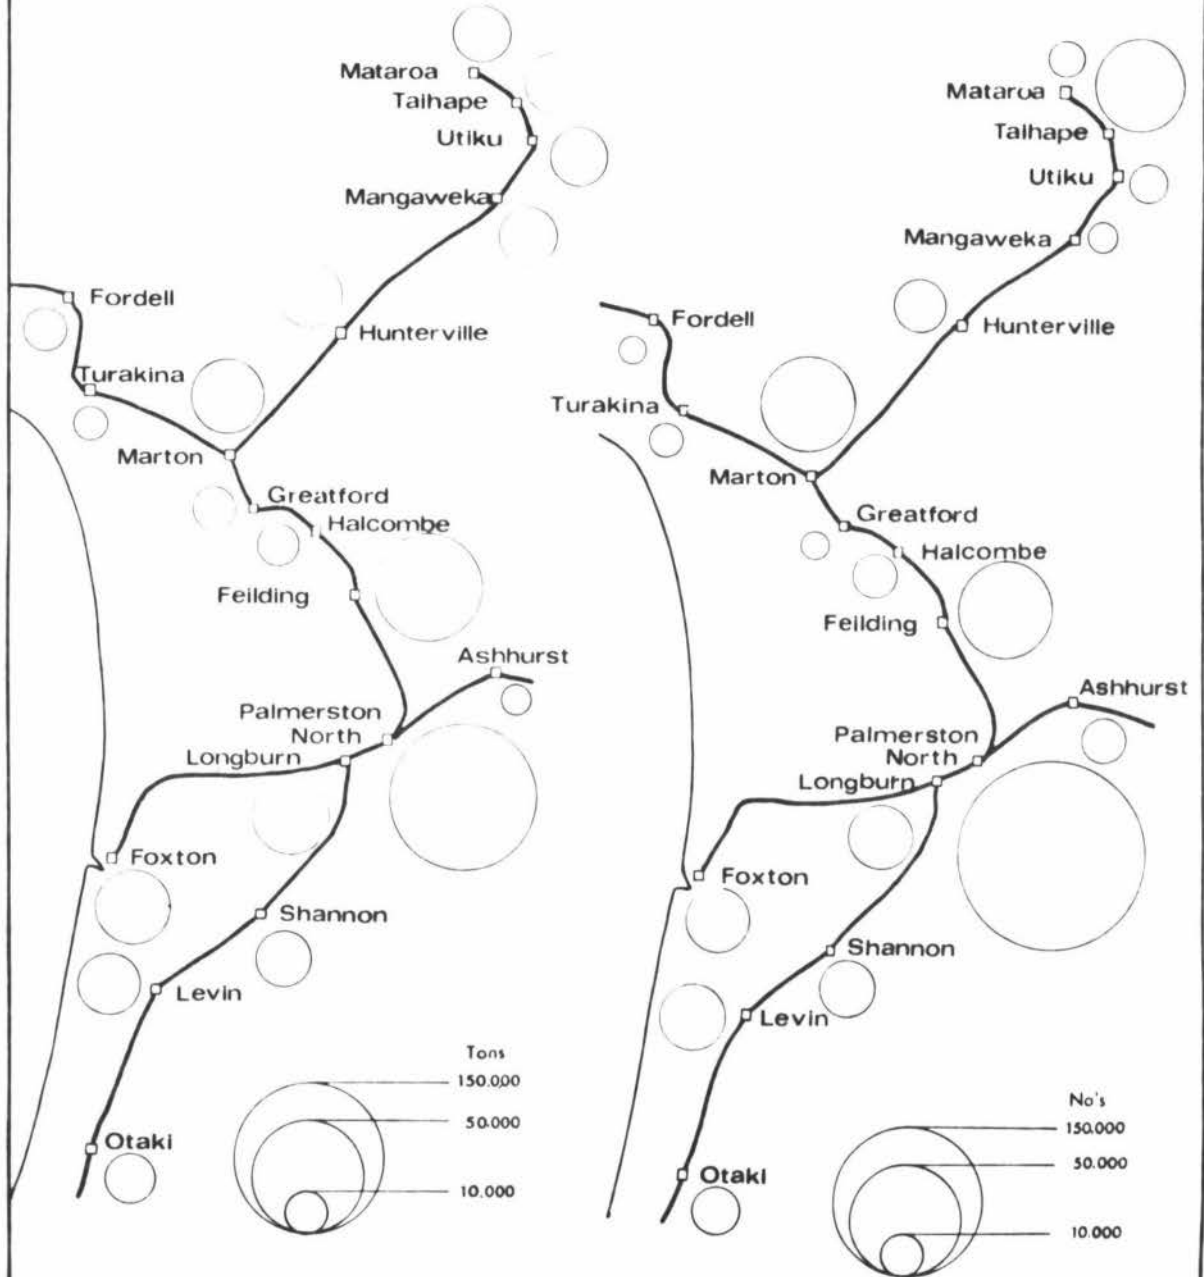 Mataroa
Taihape
Utiku
Mangaweka
Fordell
Hunterville
Turakina
Marton
Greatford
Halcombe
Feilding
Ashhurst
Palmerston
North
Longburn
Foxton
Shannon
Levin
Otaki
Tons
150.000
50.000
10.000
Mataroa
Taihape
Utiku
Mangaweka
Fordell
Hunterville
Turakina
Marton
Greatford
Halcombe
Feilding
Ashhurst
Palmerston
North
Longburn
Foxton
Shannon
Levin
Otaki
No's
150.000
50.000
10.000